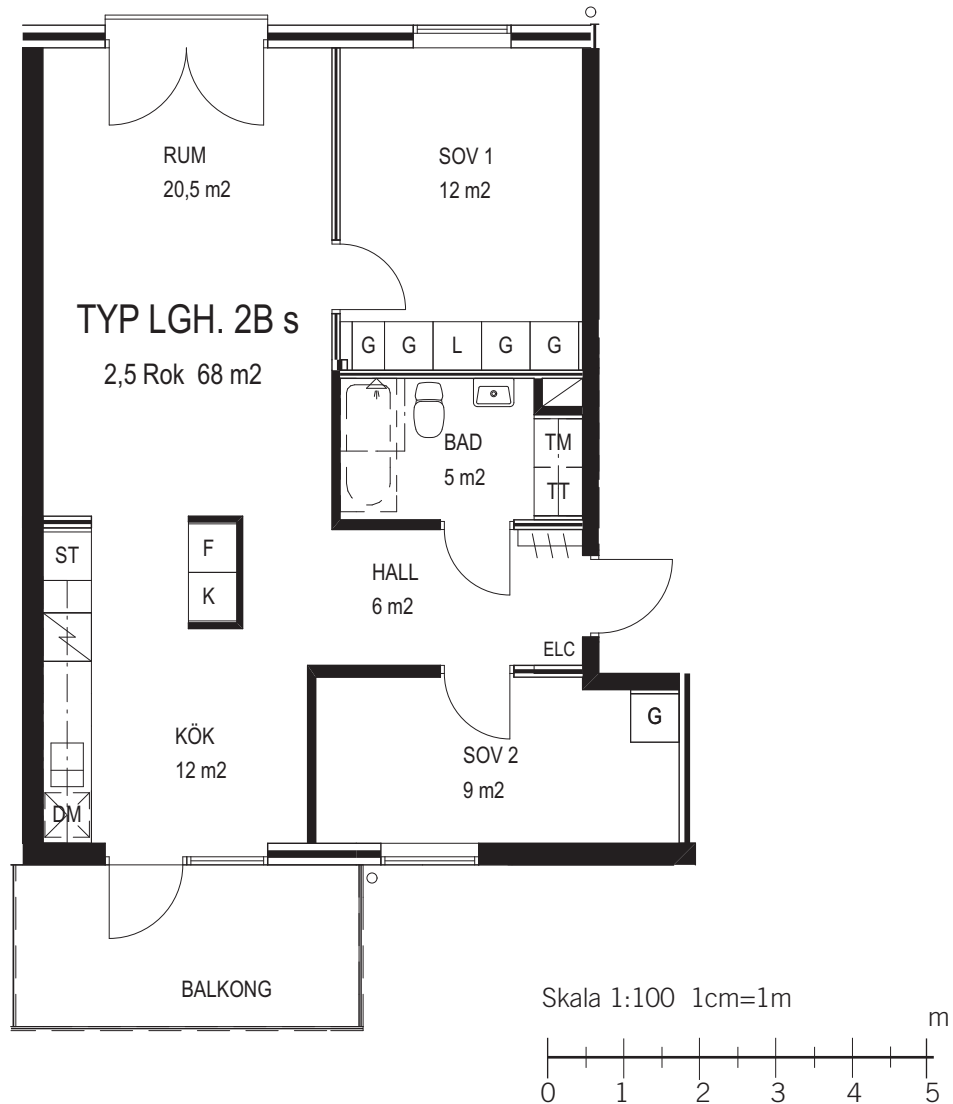 RUM
20,5 m2
SOV 1
12 m2
TYP LGH. 2B s
2,5 Rok 68 m2
G G L G G
BAD
5 m2
TM
TT
ST
F
K
HALL
6 m2
ELC
G
KÖK
12 m2
SOV 2
9 m2
DM
BALKONG
Skala 1:100 1cm=1m
m
0 1 2 3 4 5